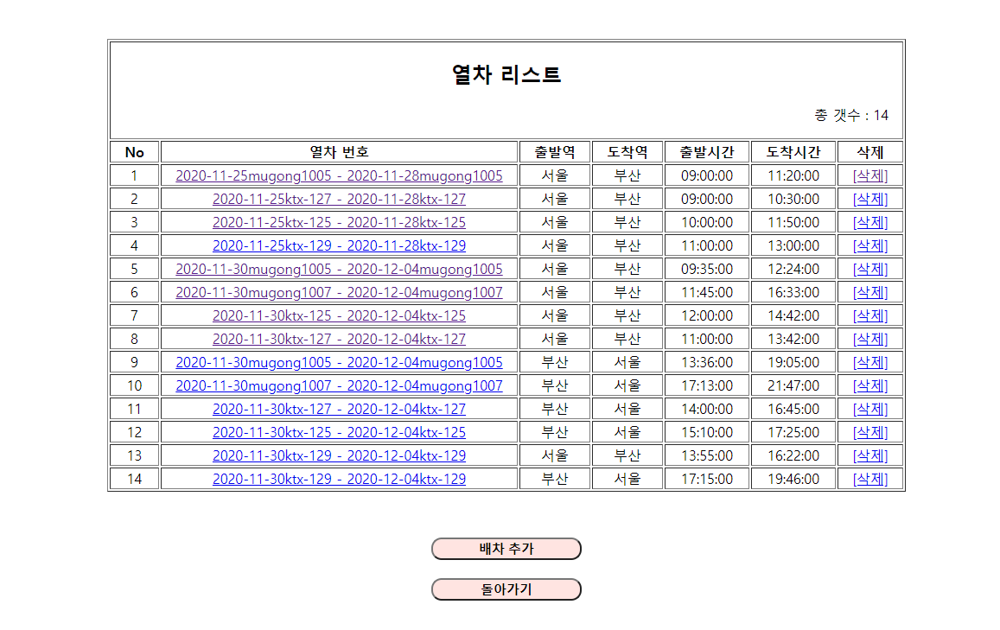 열차 리스트
총 갯수 : 14
No 열차 번호 출발역 도착역 출발시간 도착시간 삭제
1 2020-11-25mugong1005 - 2020-11-28mugong1005 서울 부산 09:00:00 11:20:00 [삭제]
2 2020-11-25ktx-127 - 2020-11-28ktx-127 서울 부산 09:00:00 10:30:00 [삭제]
3 2020-11-25ktx-125 - 2020-11-28ktx-125 서울 부산 10:00:00 11:50:00 [삭제]
4 2020-11-25ktx-129 - 2020-11-28ktx-129 서울 부산 11:00:00 13:00:00 [삭제]
5 2020-11-30mugong1005 - 2020-12-04mugong1005 서울 부산 09:35:00 12:24:00 [삭제]
6 2020-11-30mugong1007 - 2020-12-04mugong1007 서울 부산 11:45:00 16:33:00 [삭제]
7 2020-11-30ktx-125 - 2020-12-04ktx-125 서울 부산 12:00:00 14:42:00 [삭제]
8 2020-11-30ktx-127 - 2020-12-04ktx-127 서울 부산 11:00:00 13:42:00 [삭제]
9 2020-11-30mugong1005 - 2020-12-04mugong1005 부산 서울 13:36:00 19:05:00 [삭제]
10 2020-11-30mugong1007 - 2020-12-04mugong1007 부산 서울 17:13:00 21:47:00 [삭제]
11 2020-11-30ktx-127 - 2020-12-04ktx-127 부산 서울 14:00:00 16:45:00 [삭제]
12 2020-11-30ktx-125 - 2020-12-04ktx-125 부산 서울 15:10:00 17:25:00 [삭제]
13 2020-11-30ktx-129 - 2020-12-04ktx-129 서울 부산 13:55:00 16:22:00 [삭제]
14 2020-11-30ktx-129 - 2020-12-04ktx-129 부산 서울 17:15:00 19:46:00 [삭제]
배차 추가
돌아가기